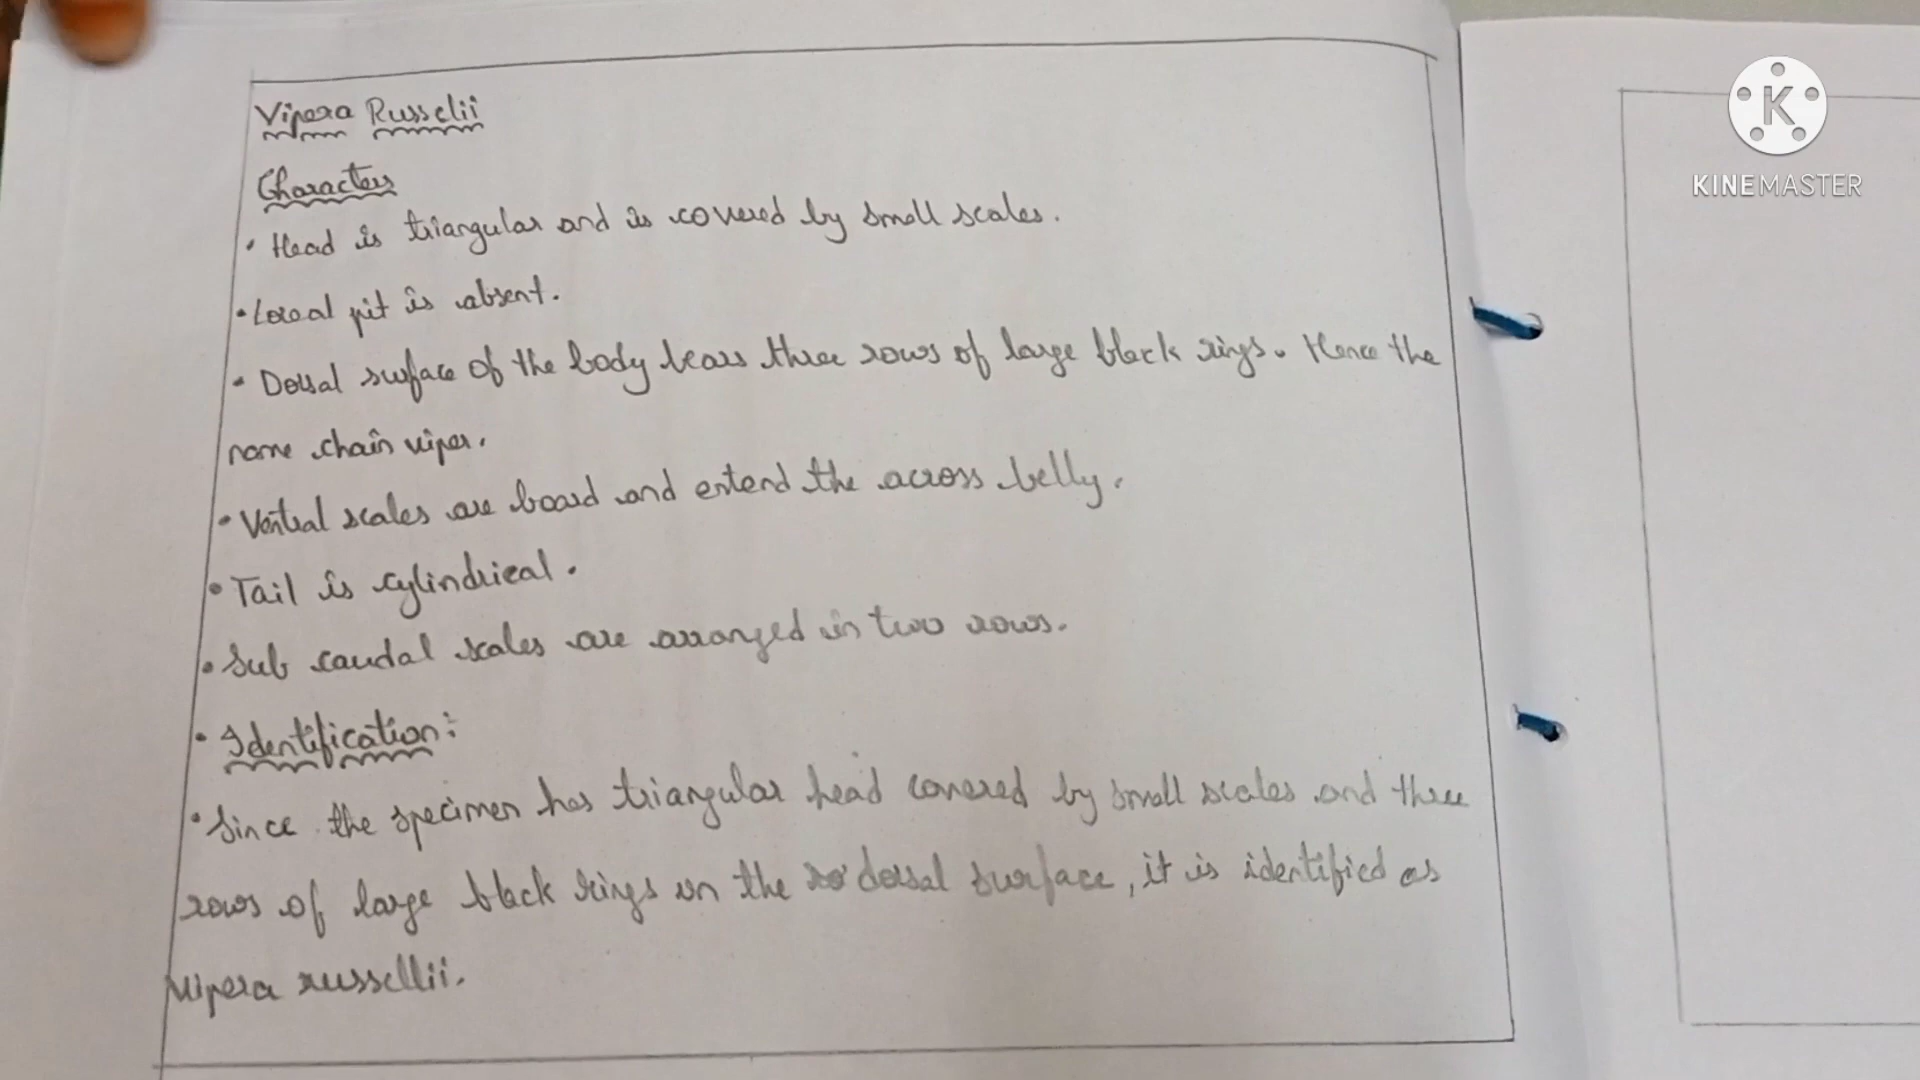 Vipera Russelii
Characters
• Head is triangular and is covered by small scales.
• Loreal pit is absent.
• Dorsal surface of the body bears three rows of large black rings. Hence the
name chain viper.
• Ventral scales are board and extend the across belly.
• Tail is cylindrical.
• Sub caudal scales are arranged in two rows.
• Identification:
• Since the specimen has triangular head covered by small scales and three
rows of large black rings on the dorsal surface, it is identified as
Vipera russellii.
K
KINEMASTER